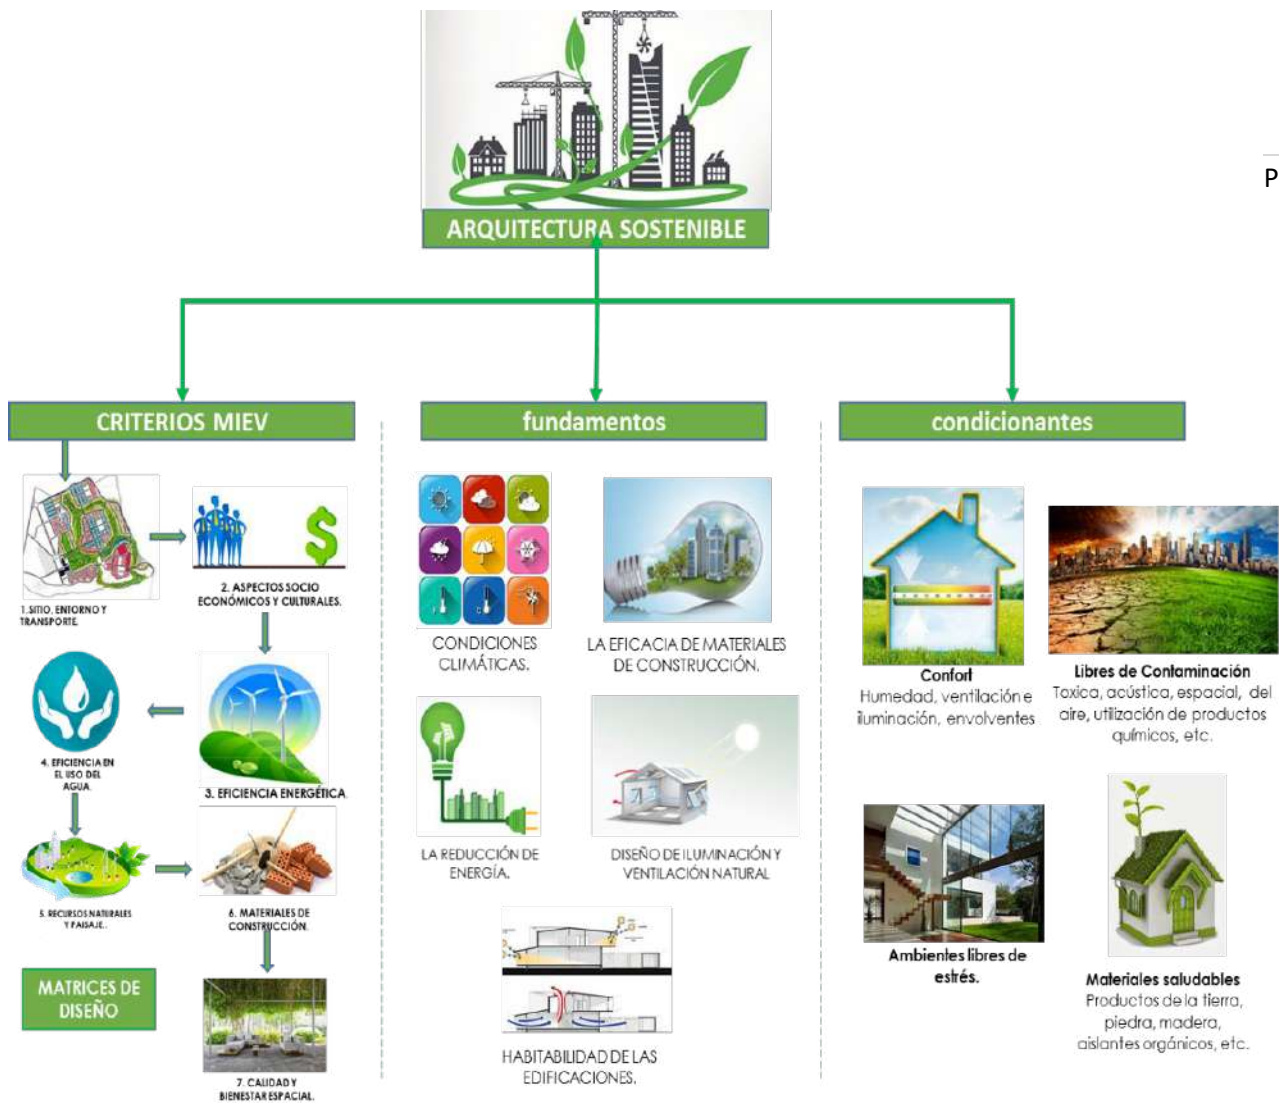 ARQUITECTURA SOSTENIBLE
P
CRITERIOS MIEV
1. SITIO, ENTORNO Y
TRANSPORTE.
2. ASPECTOS SOCIO
ECONÓMICOS Y CULTURALES.
3. EFICIENCIA ENERGÉTICA.
4. EFICIENCIA EN
EL USO DEL
AGUA.
5. RECURSOS NATURALES
Y PAISAJE.
6. MATERIALES DE
CONSTRUCCIÓN.
MATRICES DE
DISEÑO
7. CALIDAD Y
BIENESTAR ESPACIAL.
fundamentos
CONDICIONES
CLIMÁTICAS.
LA EFICACIA DE MATERIALES
DE CONSTRUCCIÓN.
LA REDUCCIÓN DE
ENERGÍA.
DISEÑO DE ILUMINACIÓN Y
VENTILACIÓN NATURAL
HABITABILIDAD DE LAS
EDIFICACIONES.
condicionantes
Confort
Humedad, ventilación e
iluminación, envolventes
Libres de Contaminación
Toxica, acústica, espacial, del
aire, utilización de productos
químicos, etc.
Ambientes libres de
estrés.
Materiales saludables
Productos de la tierra,
piedra, madera,
aislantes orgánicos, etc.